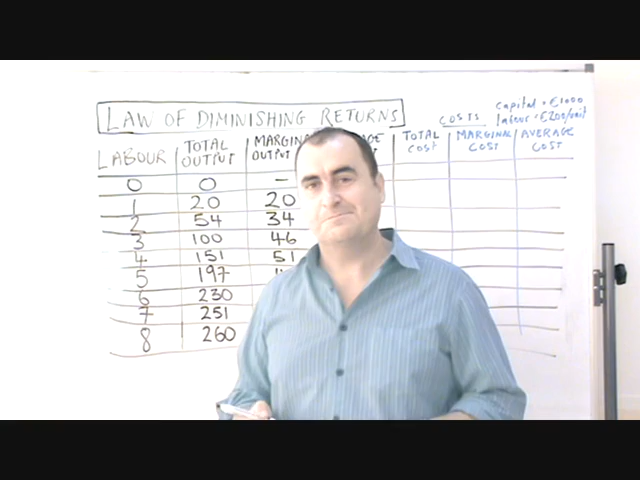 LAW OF DIMINISHING RETURNS
COSTS
capital = £1000
labour = £200/unit
LABOUR TOTAL OUTPUT MARGINAL OUTPUT TOTAL COST MARGINAL COST AVERAGE COST
0 0 –
1 20 20
2 54 34
3 100 46
4 151 51
5 197
6 230
7 251
8 260